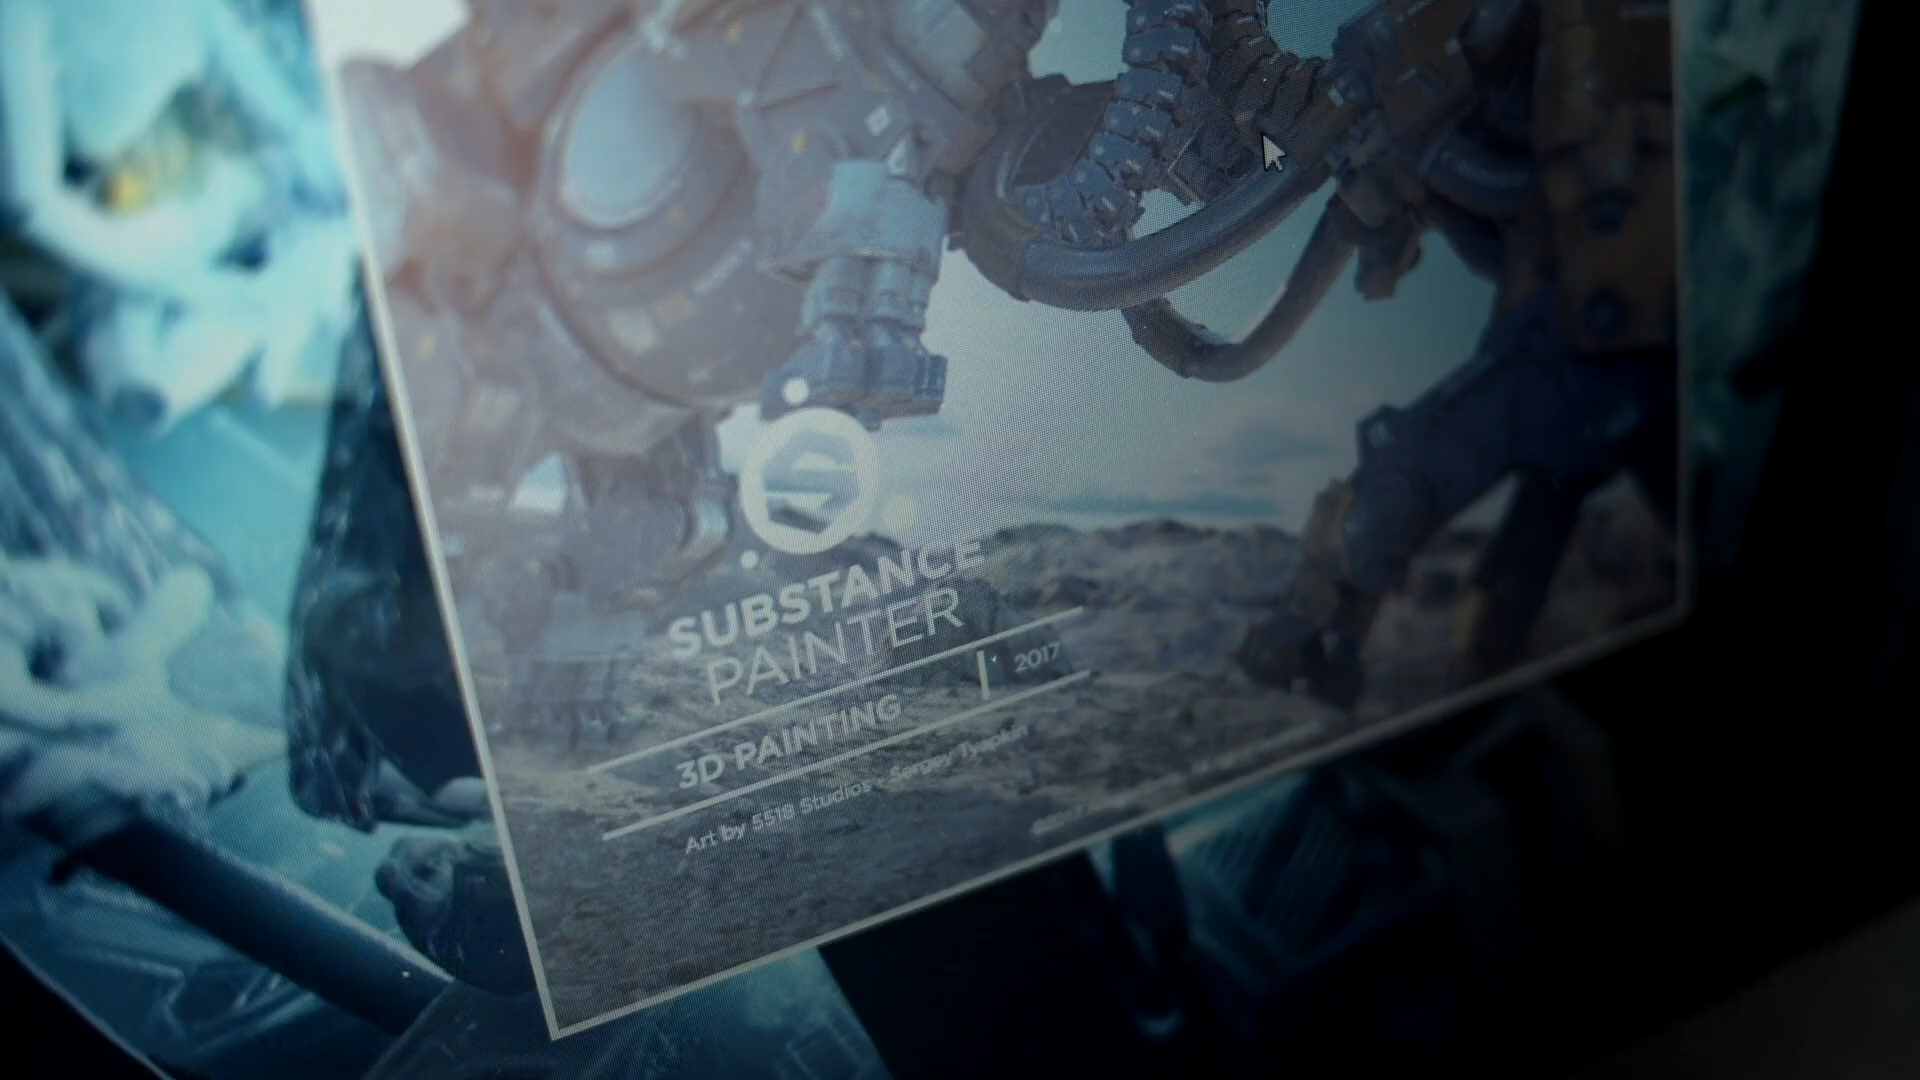 SUBSTANCE
PAINTER
3D PAINTING | 2017
Art by 5518 Studios - Sergey Tyapkin